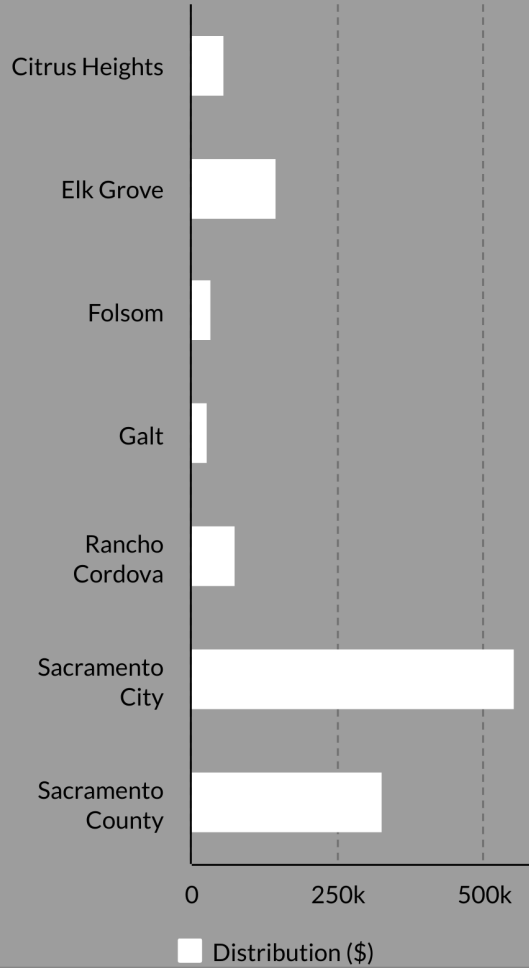 Citrus Heights
Elk Grove
Folsom
Galt
Rancho
Cordova
Sacramento
City
Sacramento
County
0 250k 500k
Distribution ($)